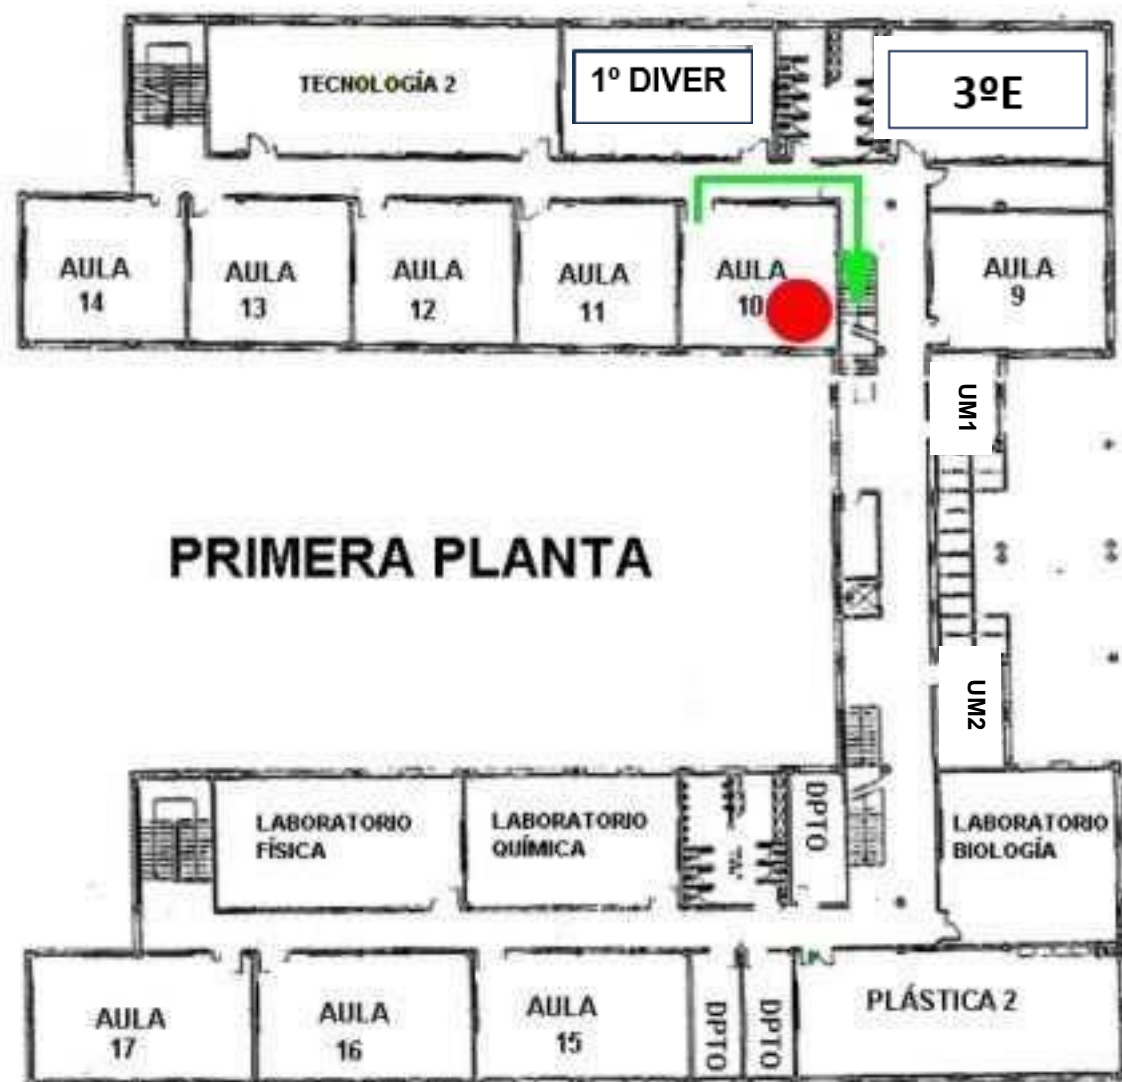 TECNOLOGÍA 2
1º DIVER
3ºE
AULA
14
AULA
13
AULA
12
AULA
11
AULA
10
AULA
9
UM1
PRIMERA PLANTA
UM2
LABORATORIO
FÍSICA
LABORATORIO
QUÍMICA
DPTO
LABORATORIO
BIOLOGÍA
AULA
17
AULA
16
AULA
15
DPTO
DPTO
PLÁSTICA 2